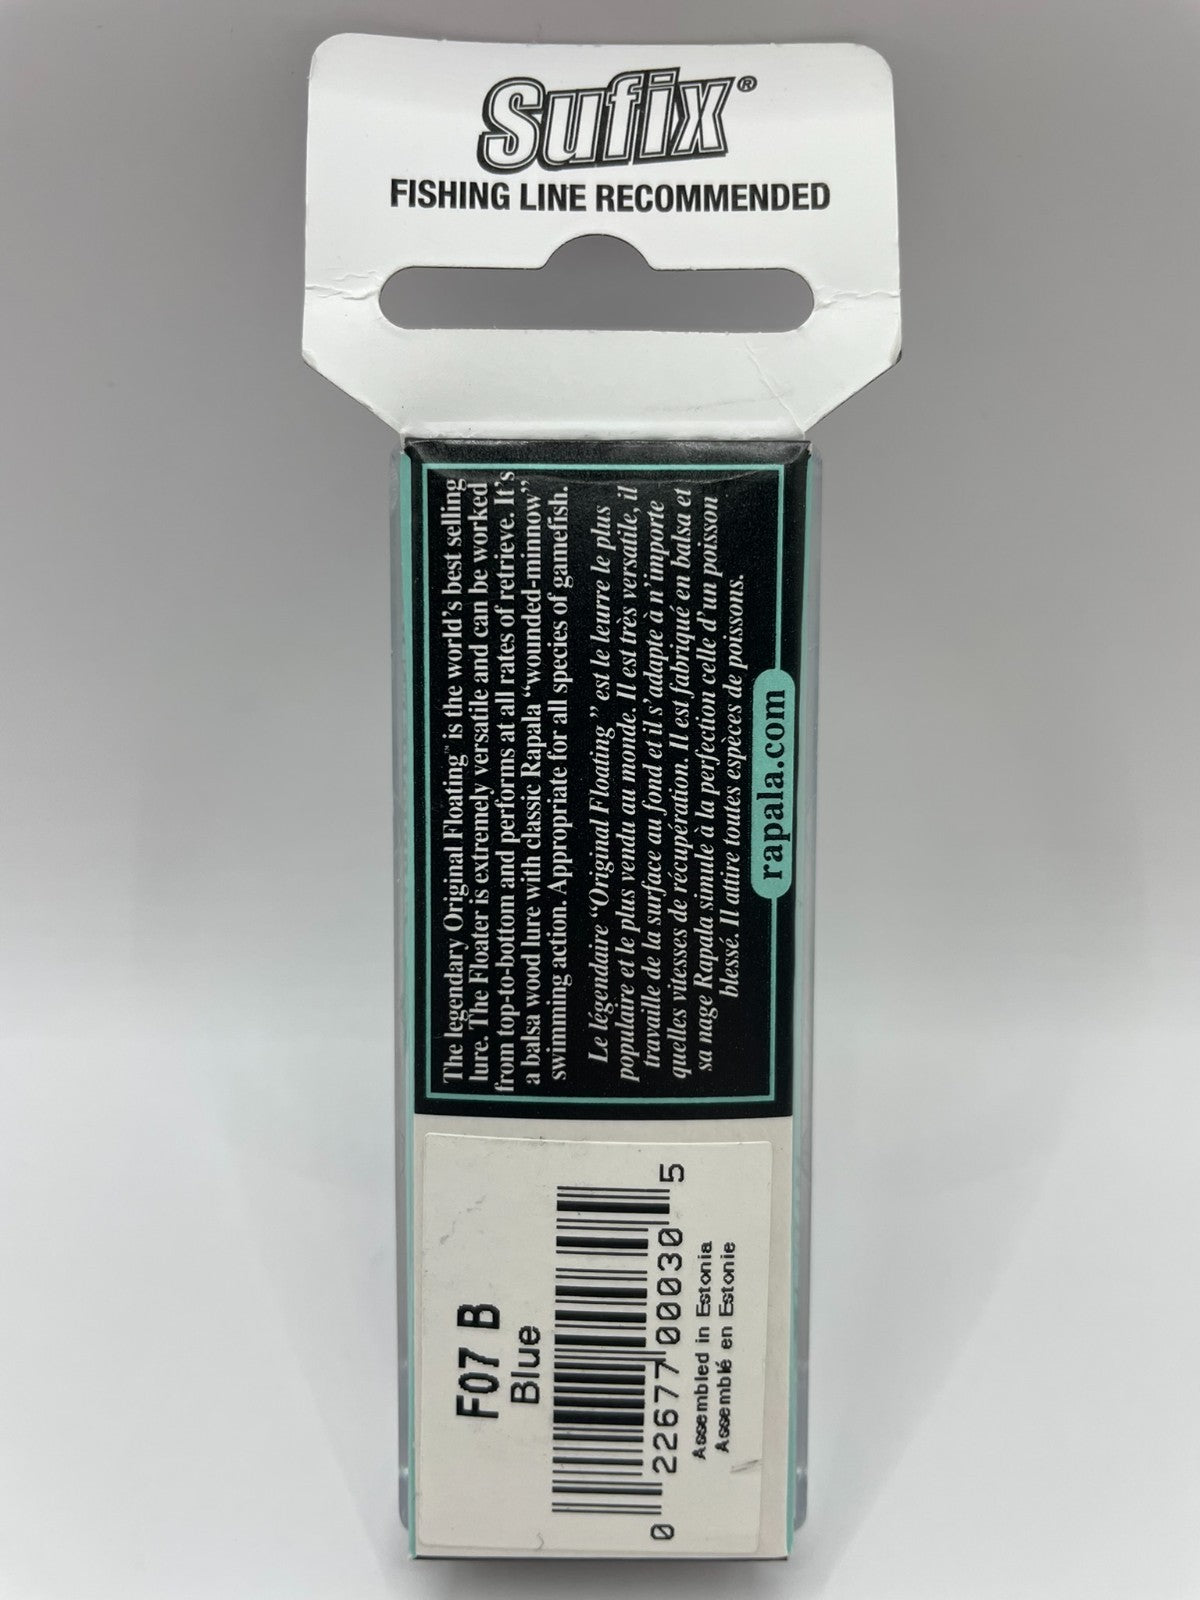 Sufix®
FISHING LINE RECOMMENDED
The legendary Original Floating™ is the world's best selling
lure. The Floater is extremely versatile and can be worked
from top-to-bottom and performs at all rates of retrieve. It's
a balsa wood lure with classic Rapala "wounded-minnow"
swimming action. Appropriate for all species of gamefish.
Le légendaire "Original Floating" est le leurre le plus
populaire et le plus vendu au monde. Il est très versatile, il
travaille de la surface au fond et il s'adapte à n'importe
quelles vitesses de récupération. Il est fabriqué en balsa et
sa nage Rapala simule à la perfection celle d'un poisson
blessé. Il attire toutes espèces de poissons.
rapala.com
F07 B
Blue
0 22677 00030 5
Assembled in Estonia
Assemblé en Estonie